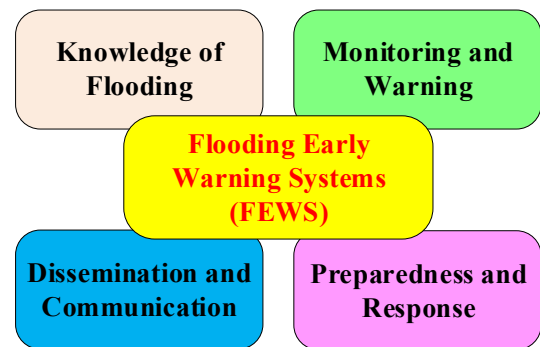 Knowledge of
Flooding
Monitoring and
Warning
Flooding Early
Warning Systems
(FEWS)
Dissemination and
Communication
Preparedness and
Response